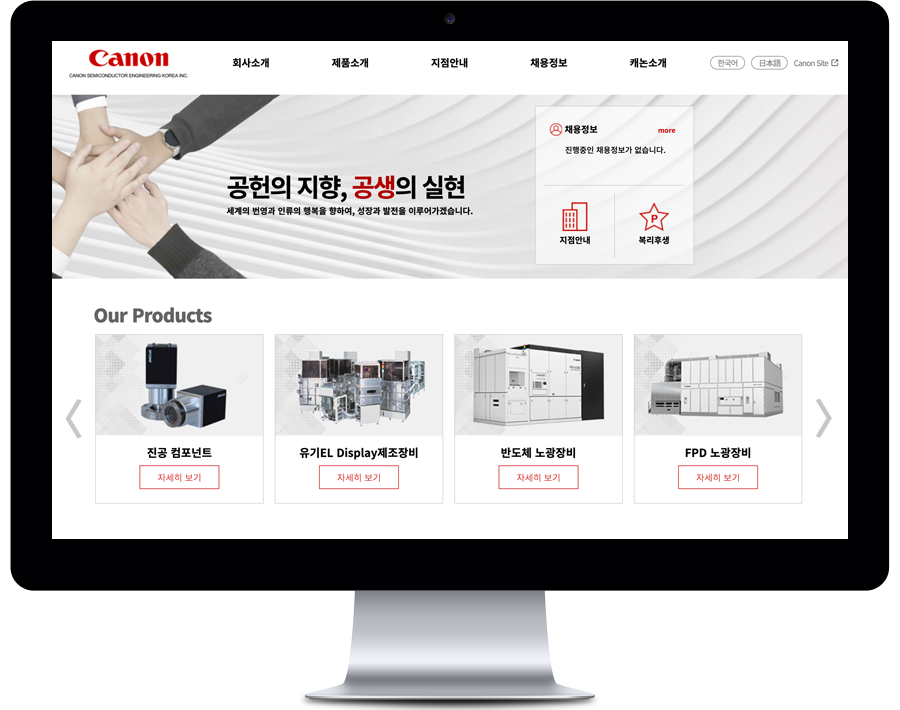 Canon
CANON SEMICONDUCTOR ENGINEERING KOREA INC.
회사소개
제품소개
지점안내
채용정보
캐논소개
한국어
日本語
Canon Site
공헌의 지향, 공생의 실현
세계의 번영과 인류의 행복을 향하여, 성장과 발전을 이루어가겠습니다.
채용정보
more
진행중인 채용정보가 없습니다.
지점안내
P
복리후생
Our Products
진공 컴포넌트
자세히 보기
유기EL Display제조장비
자세히 보기
반도체 노광장비
자세히 보기
FPD 노광장비
자세히 보기